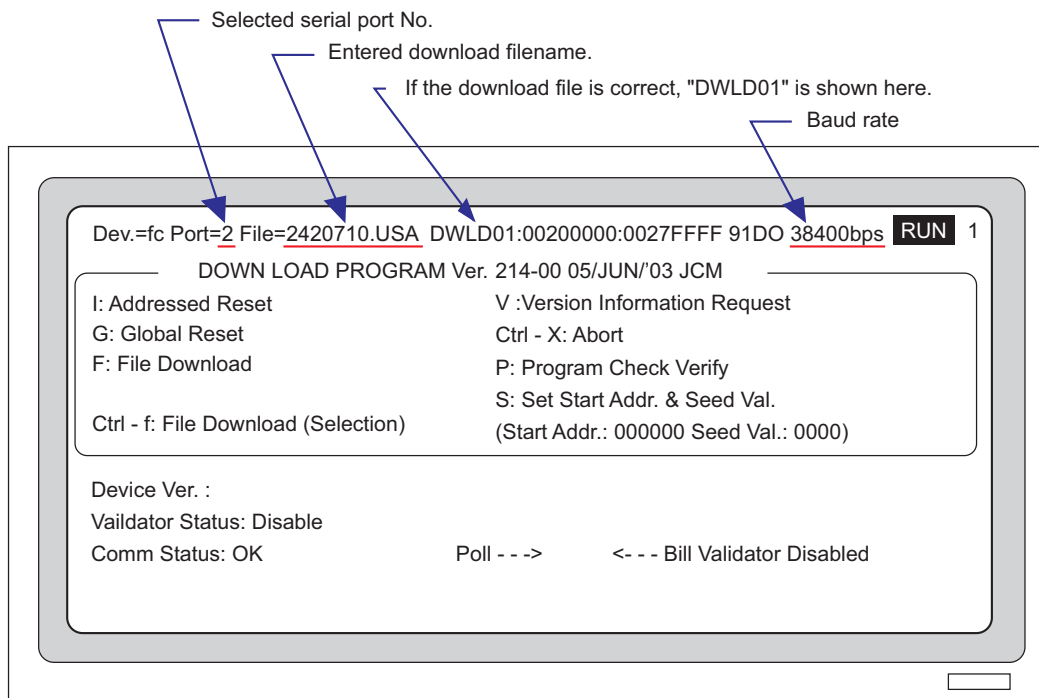 Selected serial port No.
Entered download filename.
If the download file is correct, "DWLD01" is shown here.
Baud rate
Dev.=fc Port=2 File=2420710.USA DWLD01:00200000:0027FFFF 91DO 38400bps RUN 1
DOWN LOAD PROGRAM Ver. 214-00 05/JUN/'03 JCM
I: Addressed Reset
G: Global Reset
F: File Download
Ctrl - f: File Download (Selection)
V :Version Information Request
Ctrl - X: Abort
P: Program Check Verify
S: Set Start Addr. & Seed Val.
(Start Addr.: 000000 Seed Val.: 0000)
Device Ver. :
Vaildator Status: Disable
Comm Status: OK Poll - - -> <- - - Bill Validator Disabled